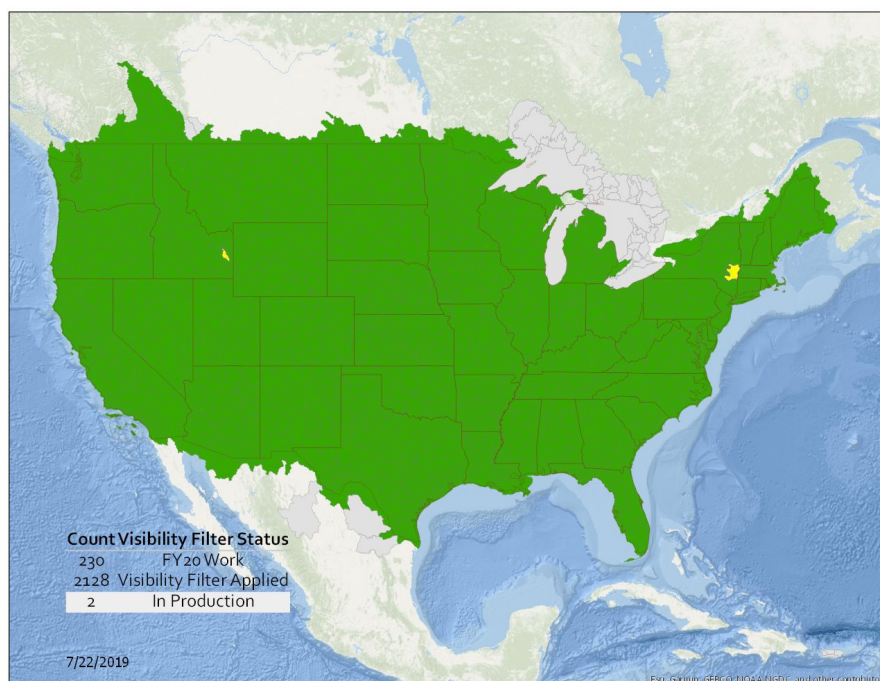 Count Visibility Filter Status
230 FY20 Work
2128 Visibility Filter Applied
2 In Production
7/22/2019
Esri, Garmin, GEBCO, NOAA NGDC, and other contributors